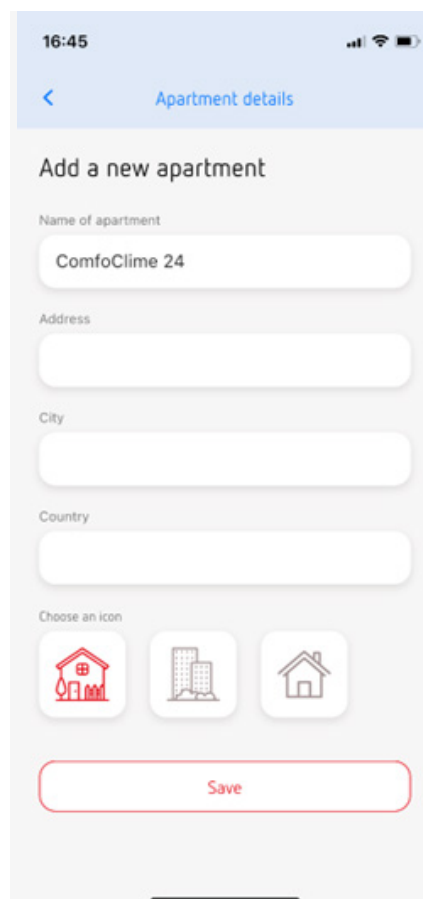 16:45
Apartment details
Add a new apartment
Name of apartment
ComfoClime 24
Address
City
Country
Choose an icon
Save